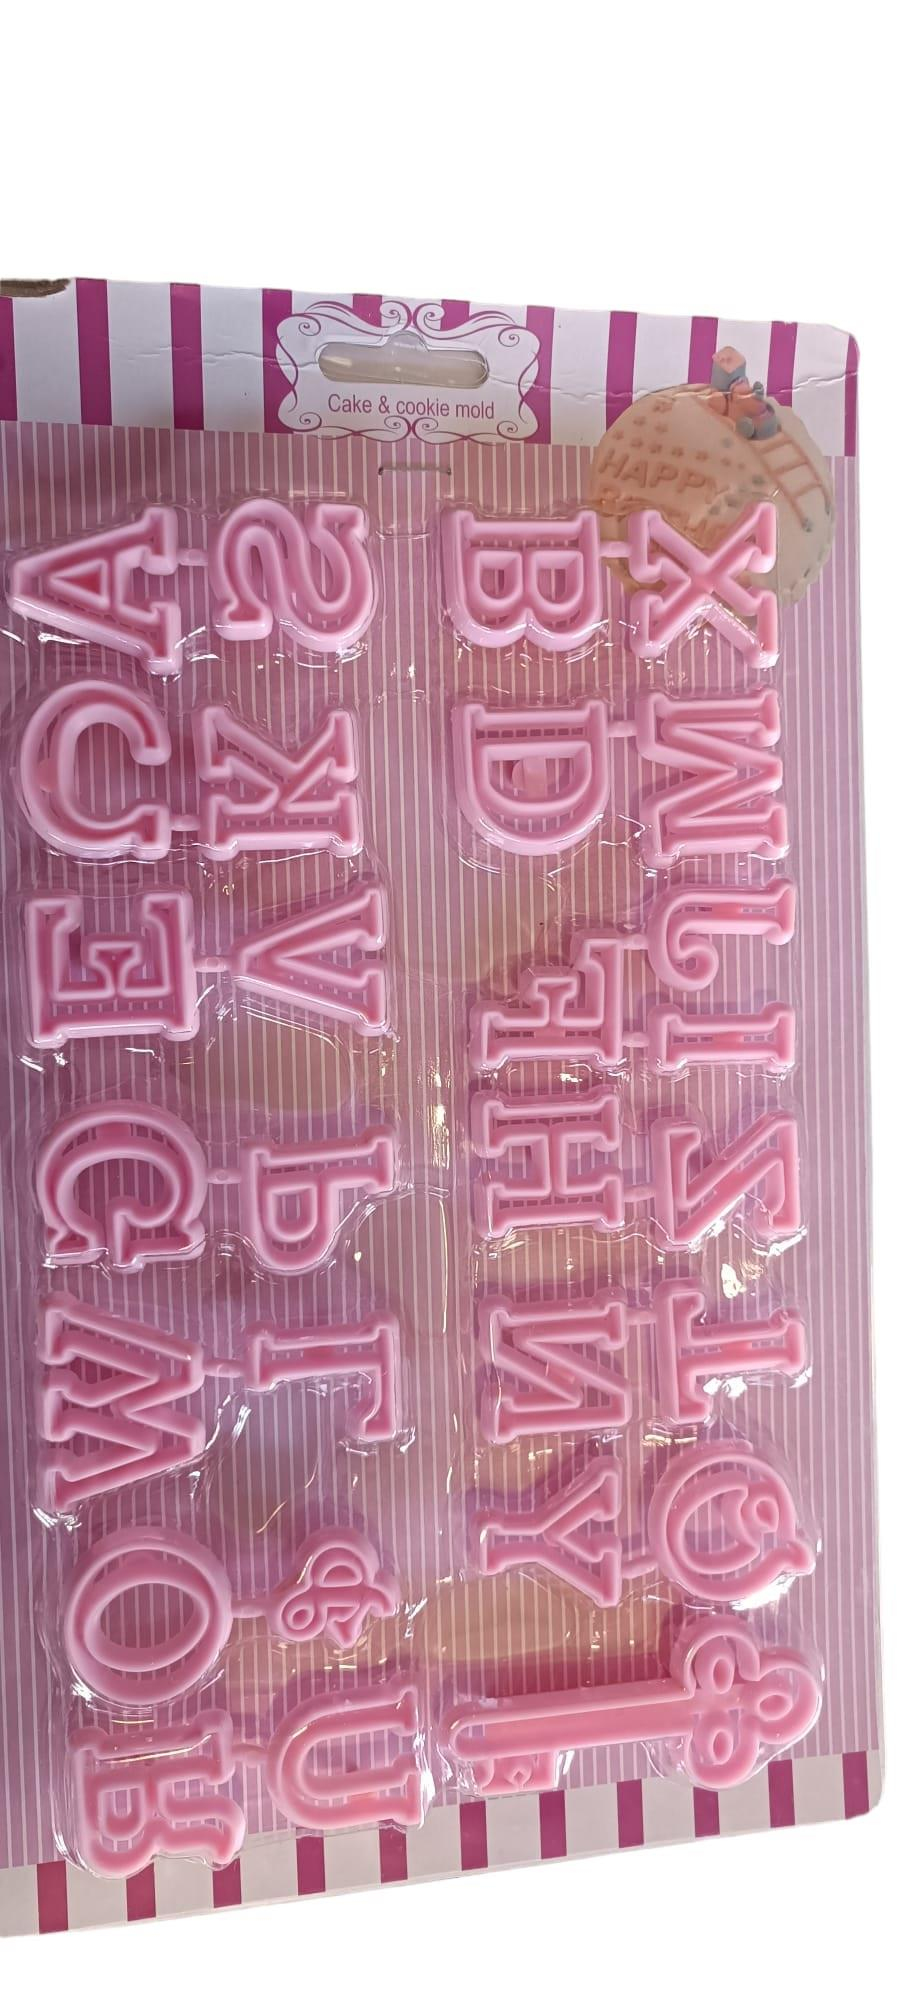 Cake & cookie mold
HAPPY
A S B X
C K D M
E V F J
I
G P H Z
W L N T
O & Y Q
R U